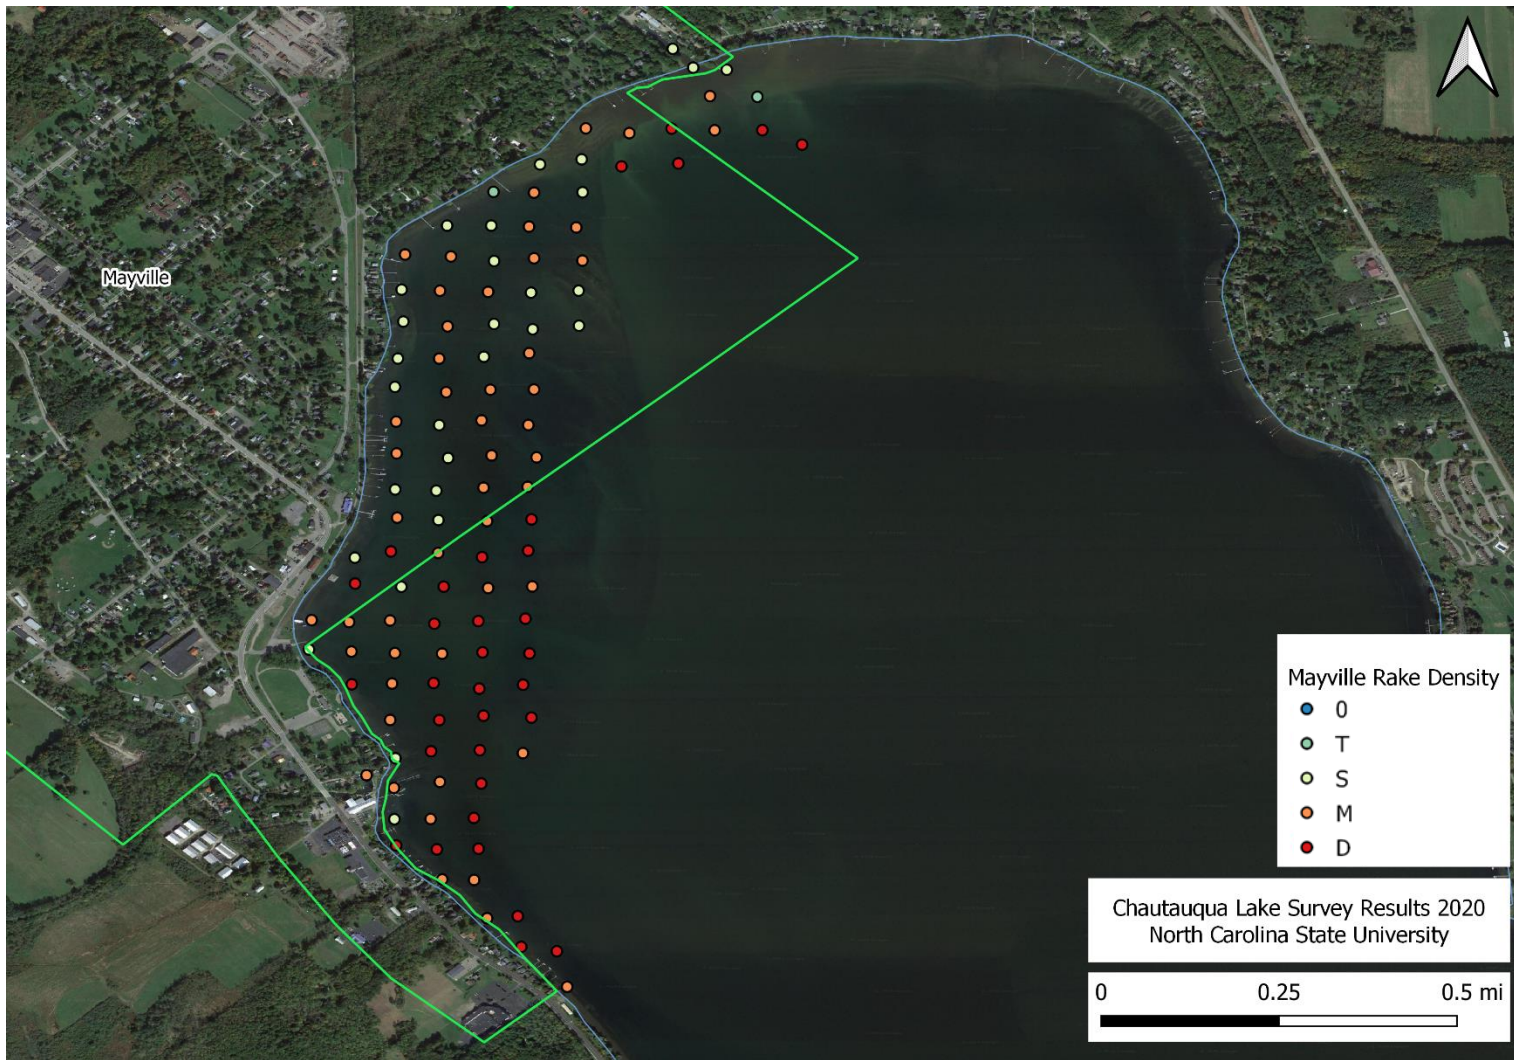 Mayville
Mayville Rake Density
0
T
S
M
D
Chautauqua Lake Survey Results 2020
North Carolina State University
0 0.25 0.5 mi